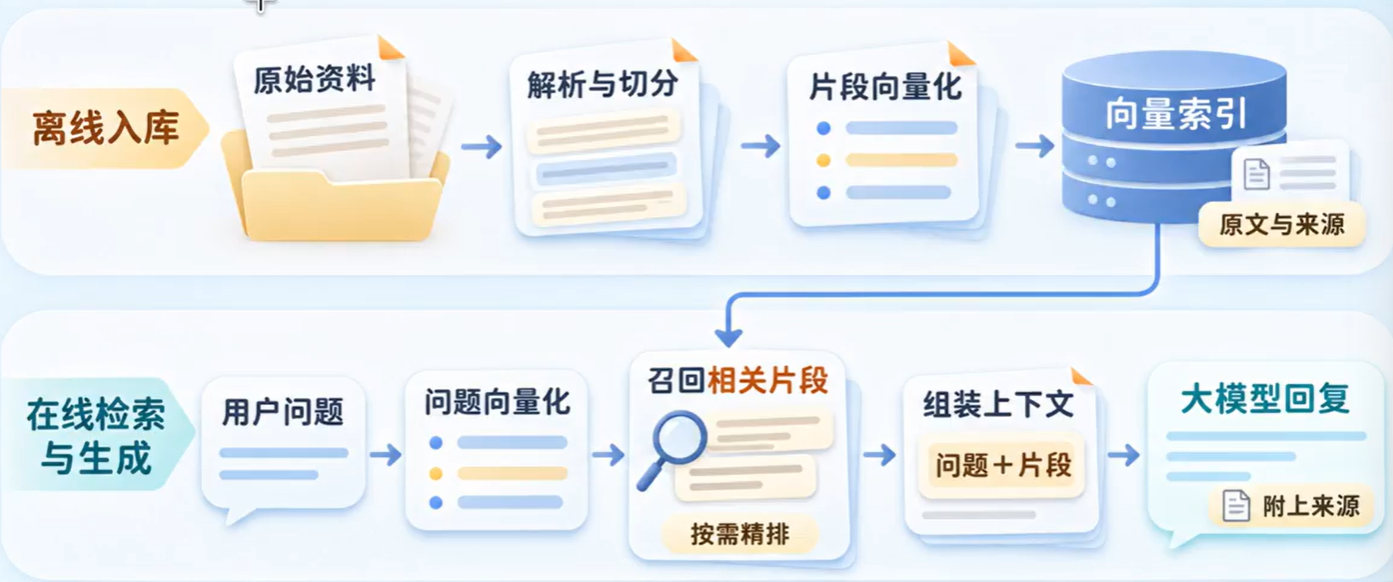 离线入库
原始资料
解析与切分
片段向量化
向量索引
原文与来源
在线检索
与生成
用户问题
问题向量化
召回相关片段
按需精排
组装上下文
问题+片段
大模型回复
附上来源